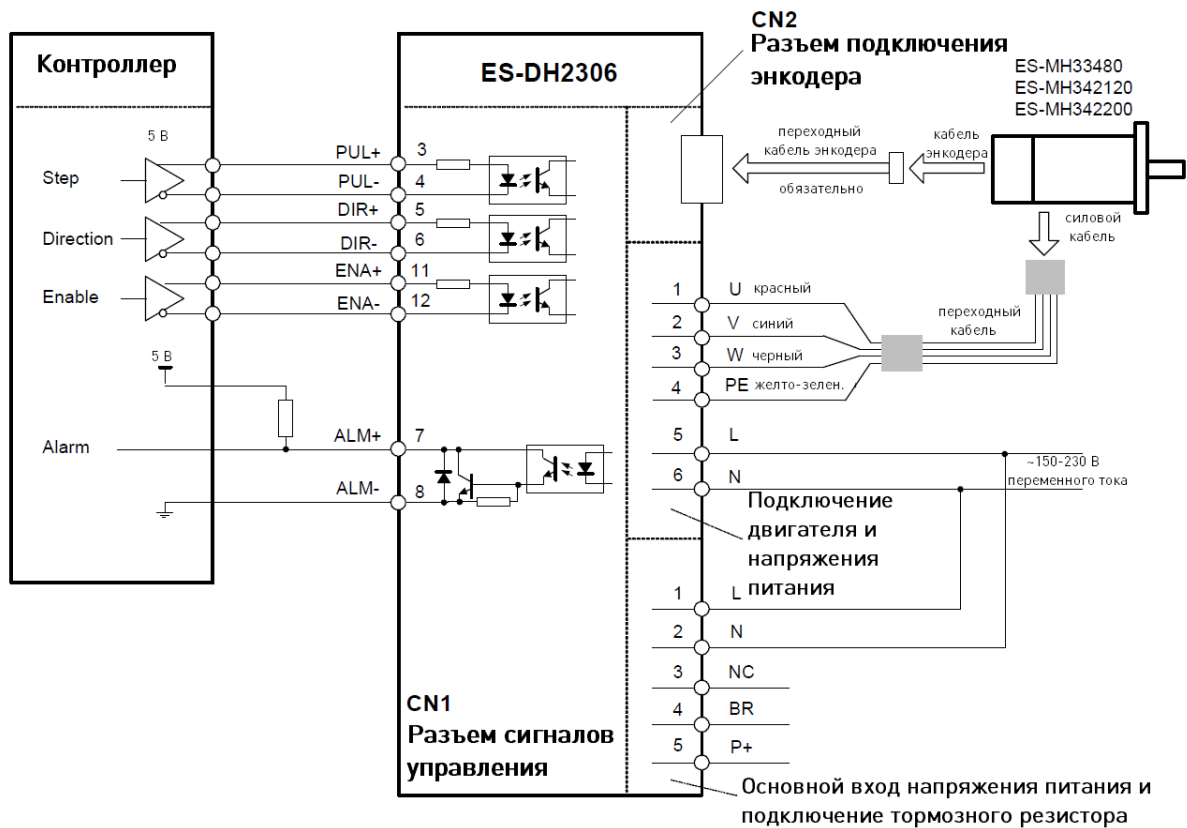 Контроллер
5 В
Step
Direction
Enable
5 В
Alarm
ES-DH2306
PUL+ 3
PUL- 4
DIR+ 5
DIR- 6
ENA+ 11
ENA- 12
ALM+ 7
ALM- 8
CN1
Разъем сигналов
управления
CN2
Разъем подключения
энкодера
ES-MH33480
ES-MH342120
ES-MH342200
переходный
кабель энкодера
обязательно
кабель
энкодера
силовой
кабель
переходный
кабель
1 U красный
2 V синий
3 W черный
4 PE желто-зелен.
5 L
6 N
~150-230 В
переменного тока
Подключение
двигателя и
напряжения
питания
1 L
2 N
3 NC
4 BR
5 P+
Основной вход напряжения питания и
подключение тормозного резистора